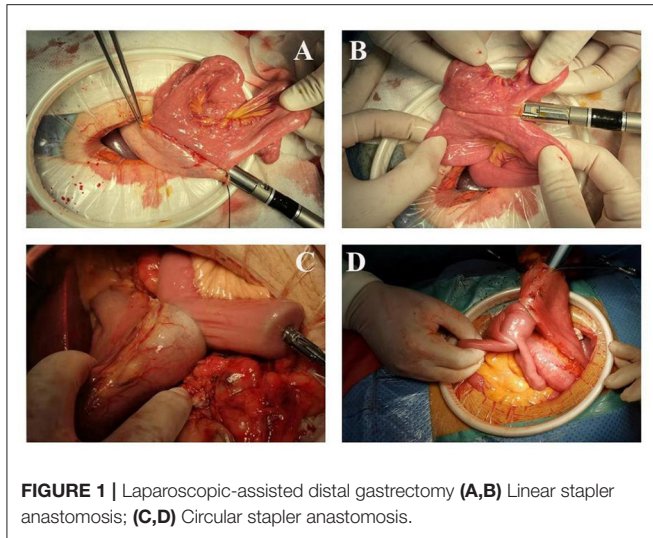 A
B
C
D
FIGURE 1 | Laparoscopic-assisted distal gastrectomy (A,B) Linear stapler
anastomosis; (C,D) Circular stapler anastomosis.